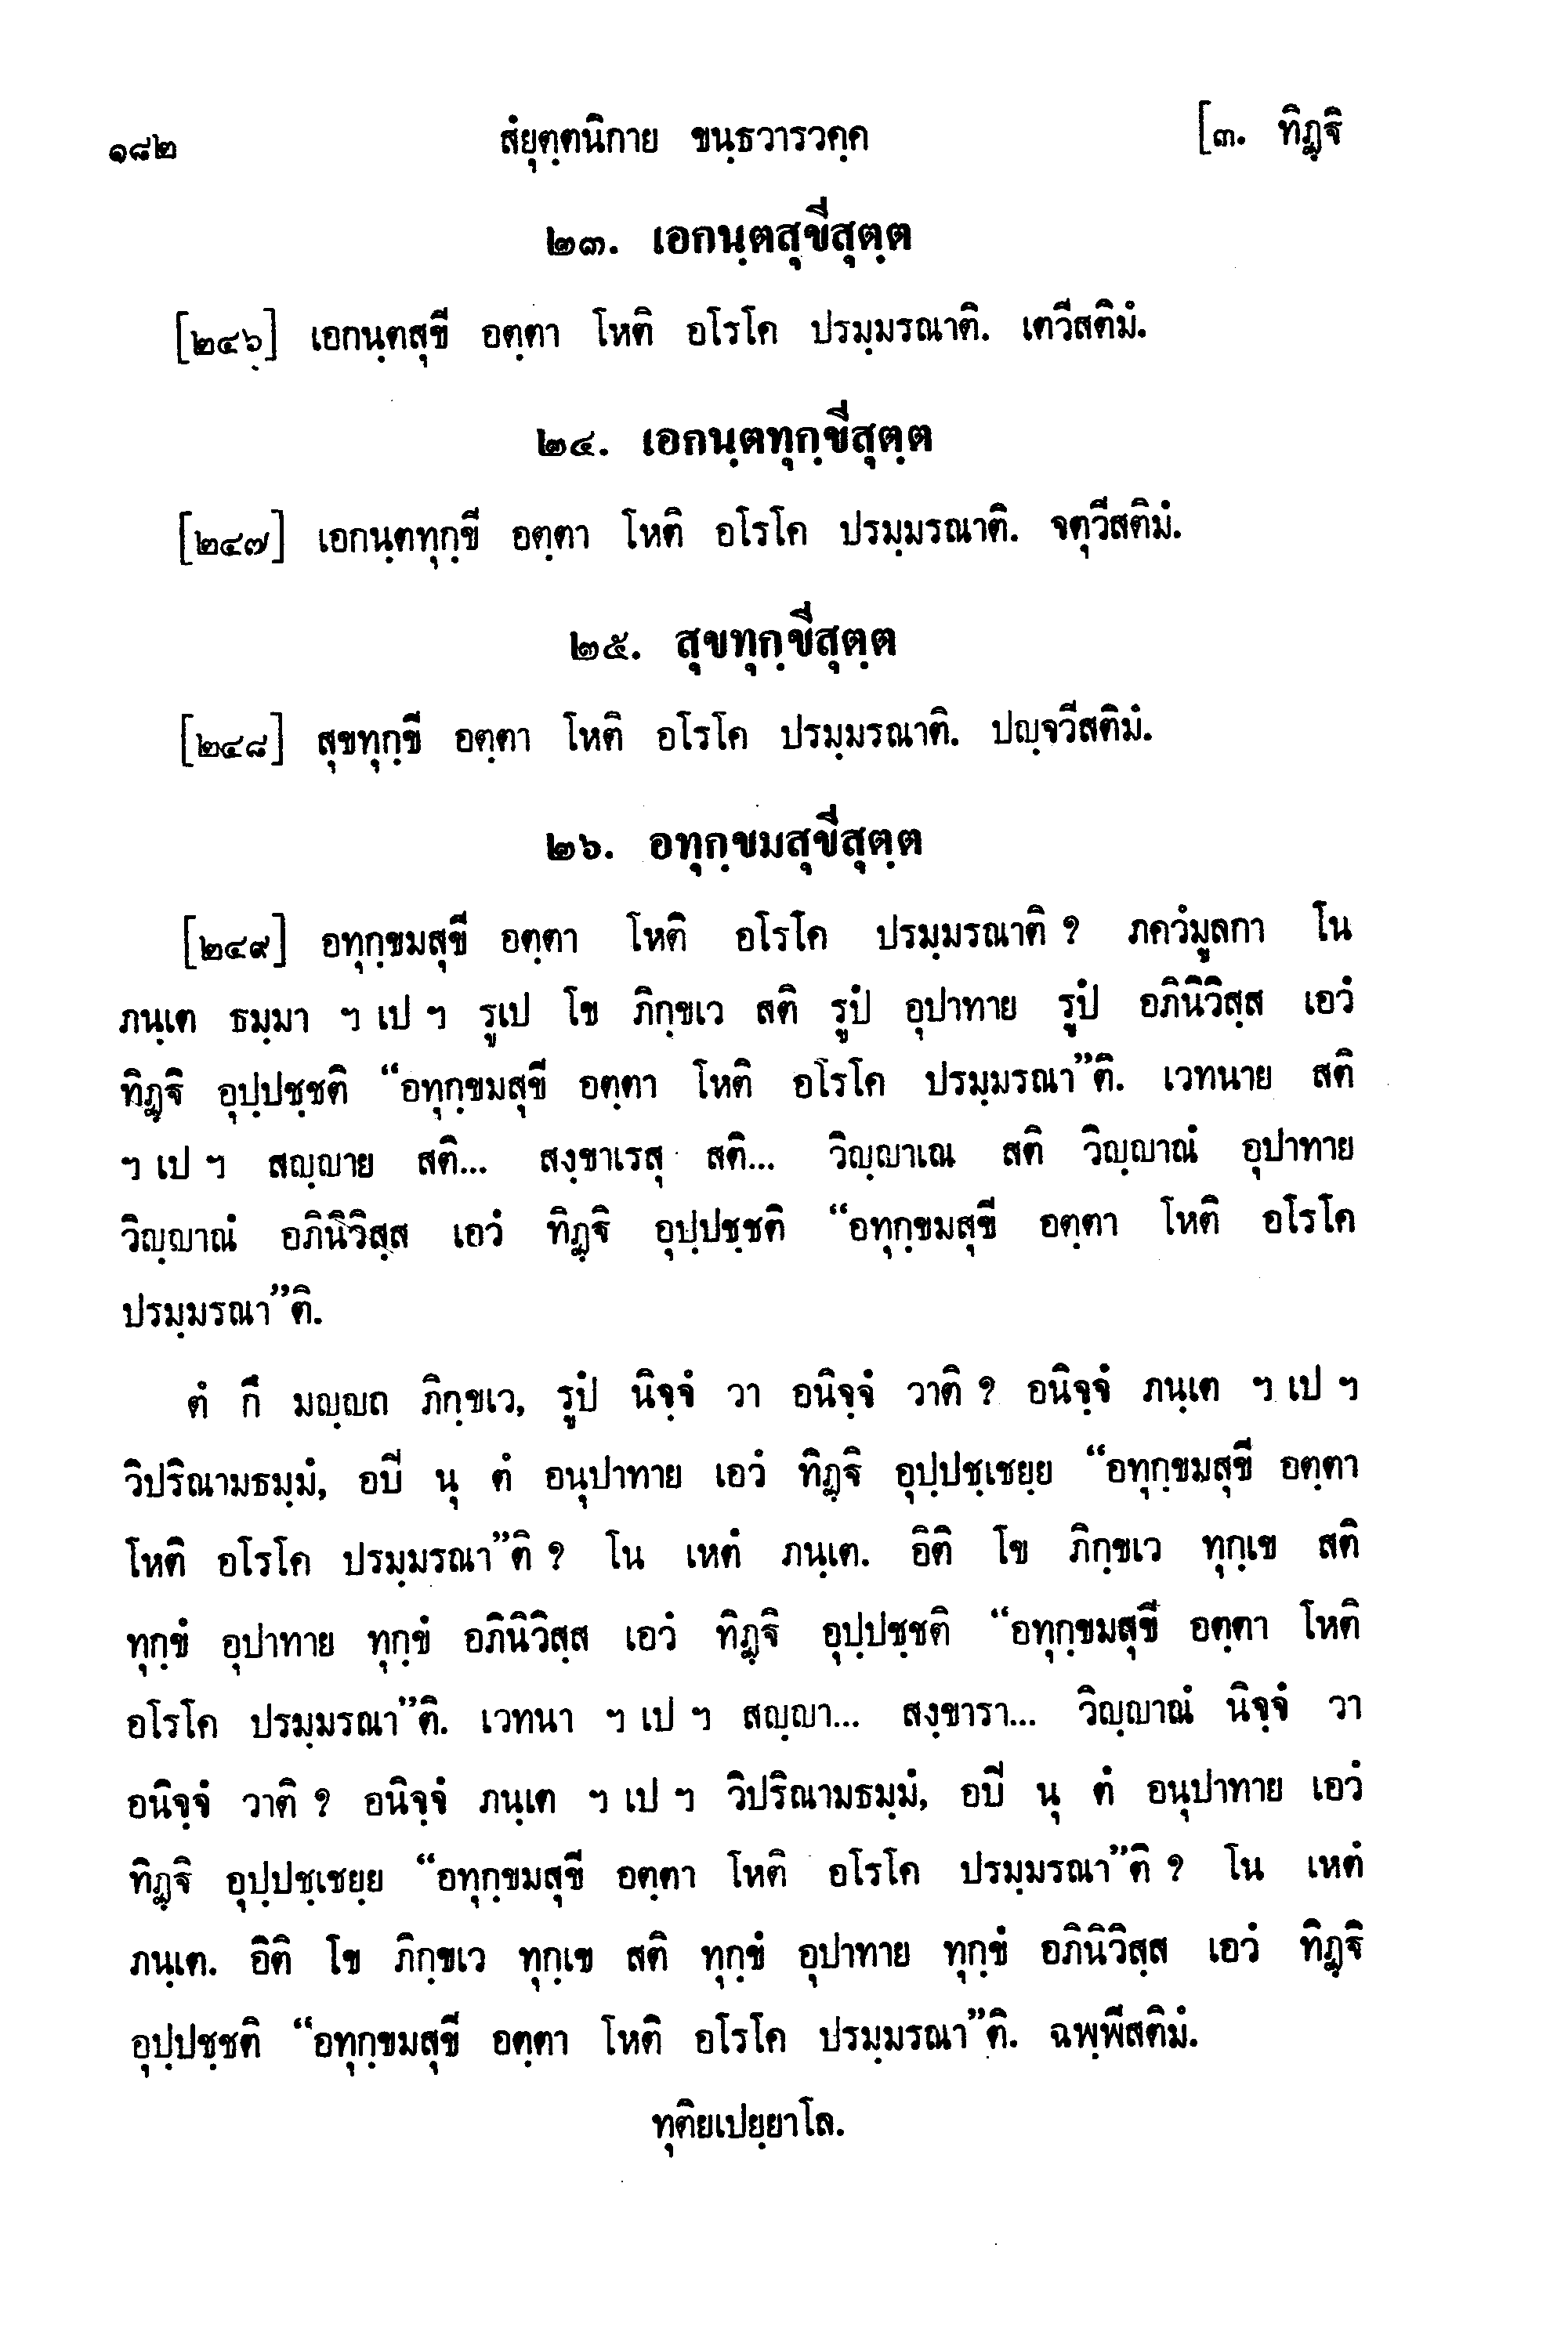 ๑๘๒ สํยุตฺตนิกาย ขนฺธวารวคฺค [๓. ทิฏฺฐิ
๒๓. เอกนฺตสุขีสุตฺต
[๒๔๖] เอกนฺตสุขี อตฺตา โหติ อโรโค ปรมฺมรณาติ. เตวีสติมํ.
๒๔. เอกนฺตทุกฺขีสุตฺต
[๒๔๗] เอกนฺตทุกฺขี อตฺตา โหติ อโรโค ปรมฺมรณาติ. จตุวีสติมํ.
๒๕. สุขทุกฺขีสุตฺต
[๒๔๘] สุขทุกฺขี อตฺตา โหติ อโรโค ปรมฺมรณาติ. ปญฺจวีสติมํ.
๒๖. อทุกฺขมสุขีสุตฺต
[๒๔๙] อทุกฺขมสุขี อตฺตา โหติ อโรโค ปรมฺมรณาติ ? ภควํมูลกา โน
ภนฺเต ธมฺมา ฯ เป ฯ รูเป โข ภิกฺขเว สติ รูปํ อุปาทาย รูปํ อภินิวิสฺส เอวํ
ทิฏฺฐิ อุปฺปชฺชติ “อทุกฺขมสุขี อตฺตา โหติ อโรโค ปรมฺมรณา”ติ. เวทนาย สติ
ฯ เป ฯ สญฺญาย สติ... สงฺขาเรสุ สติ... วิญฺญาเณ สติ วิญฺญาณํ อุปาทาย
วิญฺญาณํ อภินิวิสฺส เอวํ ทิฏฺฐิ อุปฺปชฺชติ “อทุกฺขมสุขี อตฺตา โหติ อโรโค
ปรมฺมรณา”ติ.
ตํ กึ มญฺญถ ภิกฺขเว, รูปํ นิจฺจํ วา อนิจฺจํ วาติ ? อนิจฺจํ ภนฺเต ฯ เป ฯ
วิปริณามธมฺมํ, อปิ นุ ตํ อนุปาทาย เอวํ ทิฏฺฐิ อุปฺปชฺเชยฺย “อทุกฺขมสุขี อตฺตา
โหติ อโรโค ปรมฺมรณา”ติ ? โน เหตํ ภนฺเต. อิติ โข ภิกฺขเว ทุกฺเข สติ
ทุกฺขํ อุปาทาย ทุกฺขํ อภินิวิสฺส เอวํ ทิฏฺฐิ อุปฺปชฺชติ “อทุกฺขมสุขี อตฺตา โหติ
อโรโค ปรมฺมรณา”ติ. เวทนา ฯ เป ฯ สญฺญา... สงฺขารา... วิญฺญาณํ นิจฺจํ วา
อนิจฺจํ วาติ ? อนิจฺจํ ภนฺเต ฯ เป ฯ วิปริณามธมฺมํ, อปิ นุ ตํ อนุปาทาย เอวํ
ทิฏฺฐิ อุปฺปชฺเชยฺย “อทุกฺขมสุขี อตฺตา โหติ อโรโค ปรมฺมรณา”ติ ? โน เหตํ
ภนฺเต. อิติ โข ภิกฺขเว ทุกฺเข สติ ทุกฺขํ อุปาทาย ทุกฺขํ อภินิวิสฺส เอวํ ทิฏฺฐิ
อุปฺปชฺชติ “อทุกฺขมสุขี อตฺตา โหติ อโรโค ปรมฺมรณา”ติ. ฉพฺพีสติมํ.
ทุติยเปยฺยาโล.